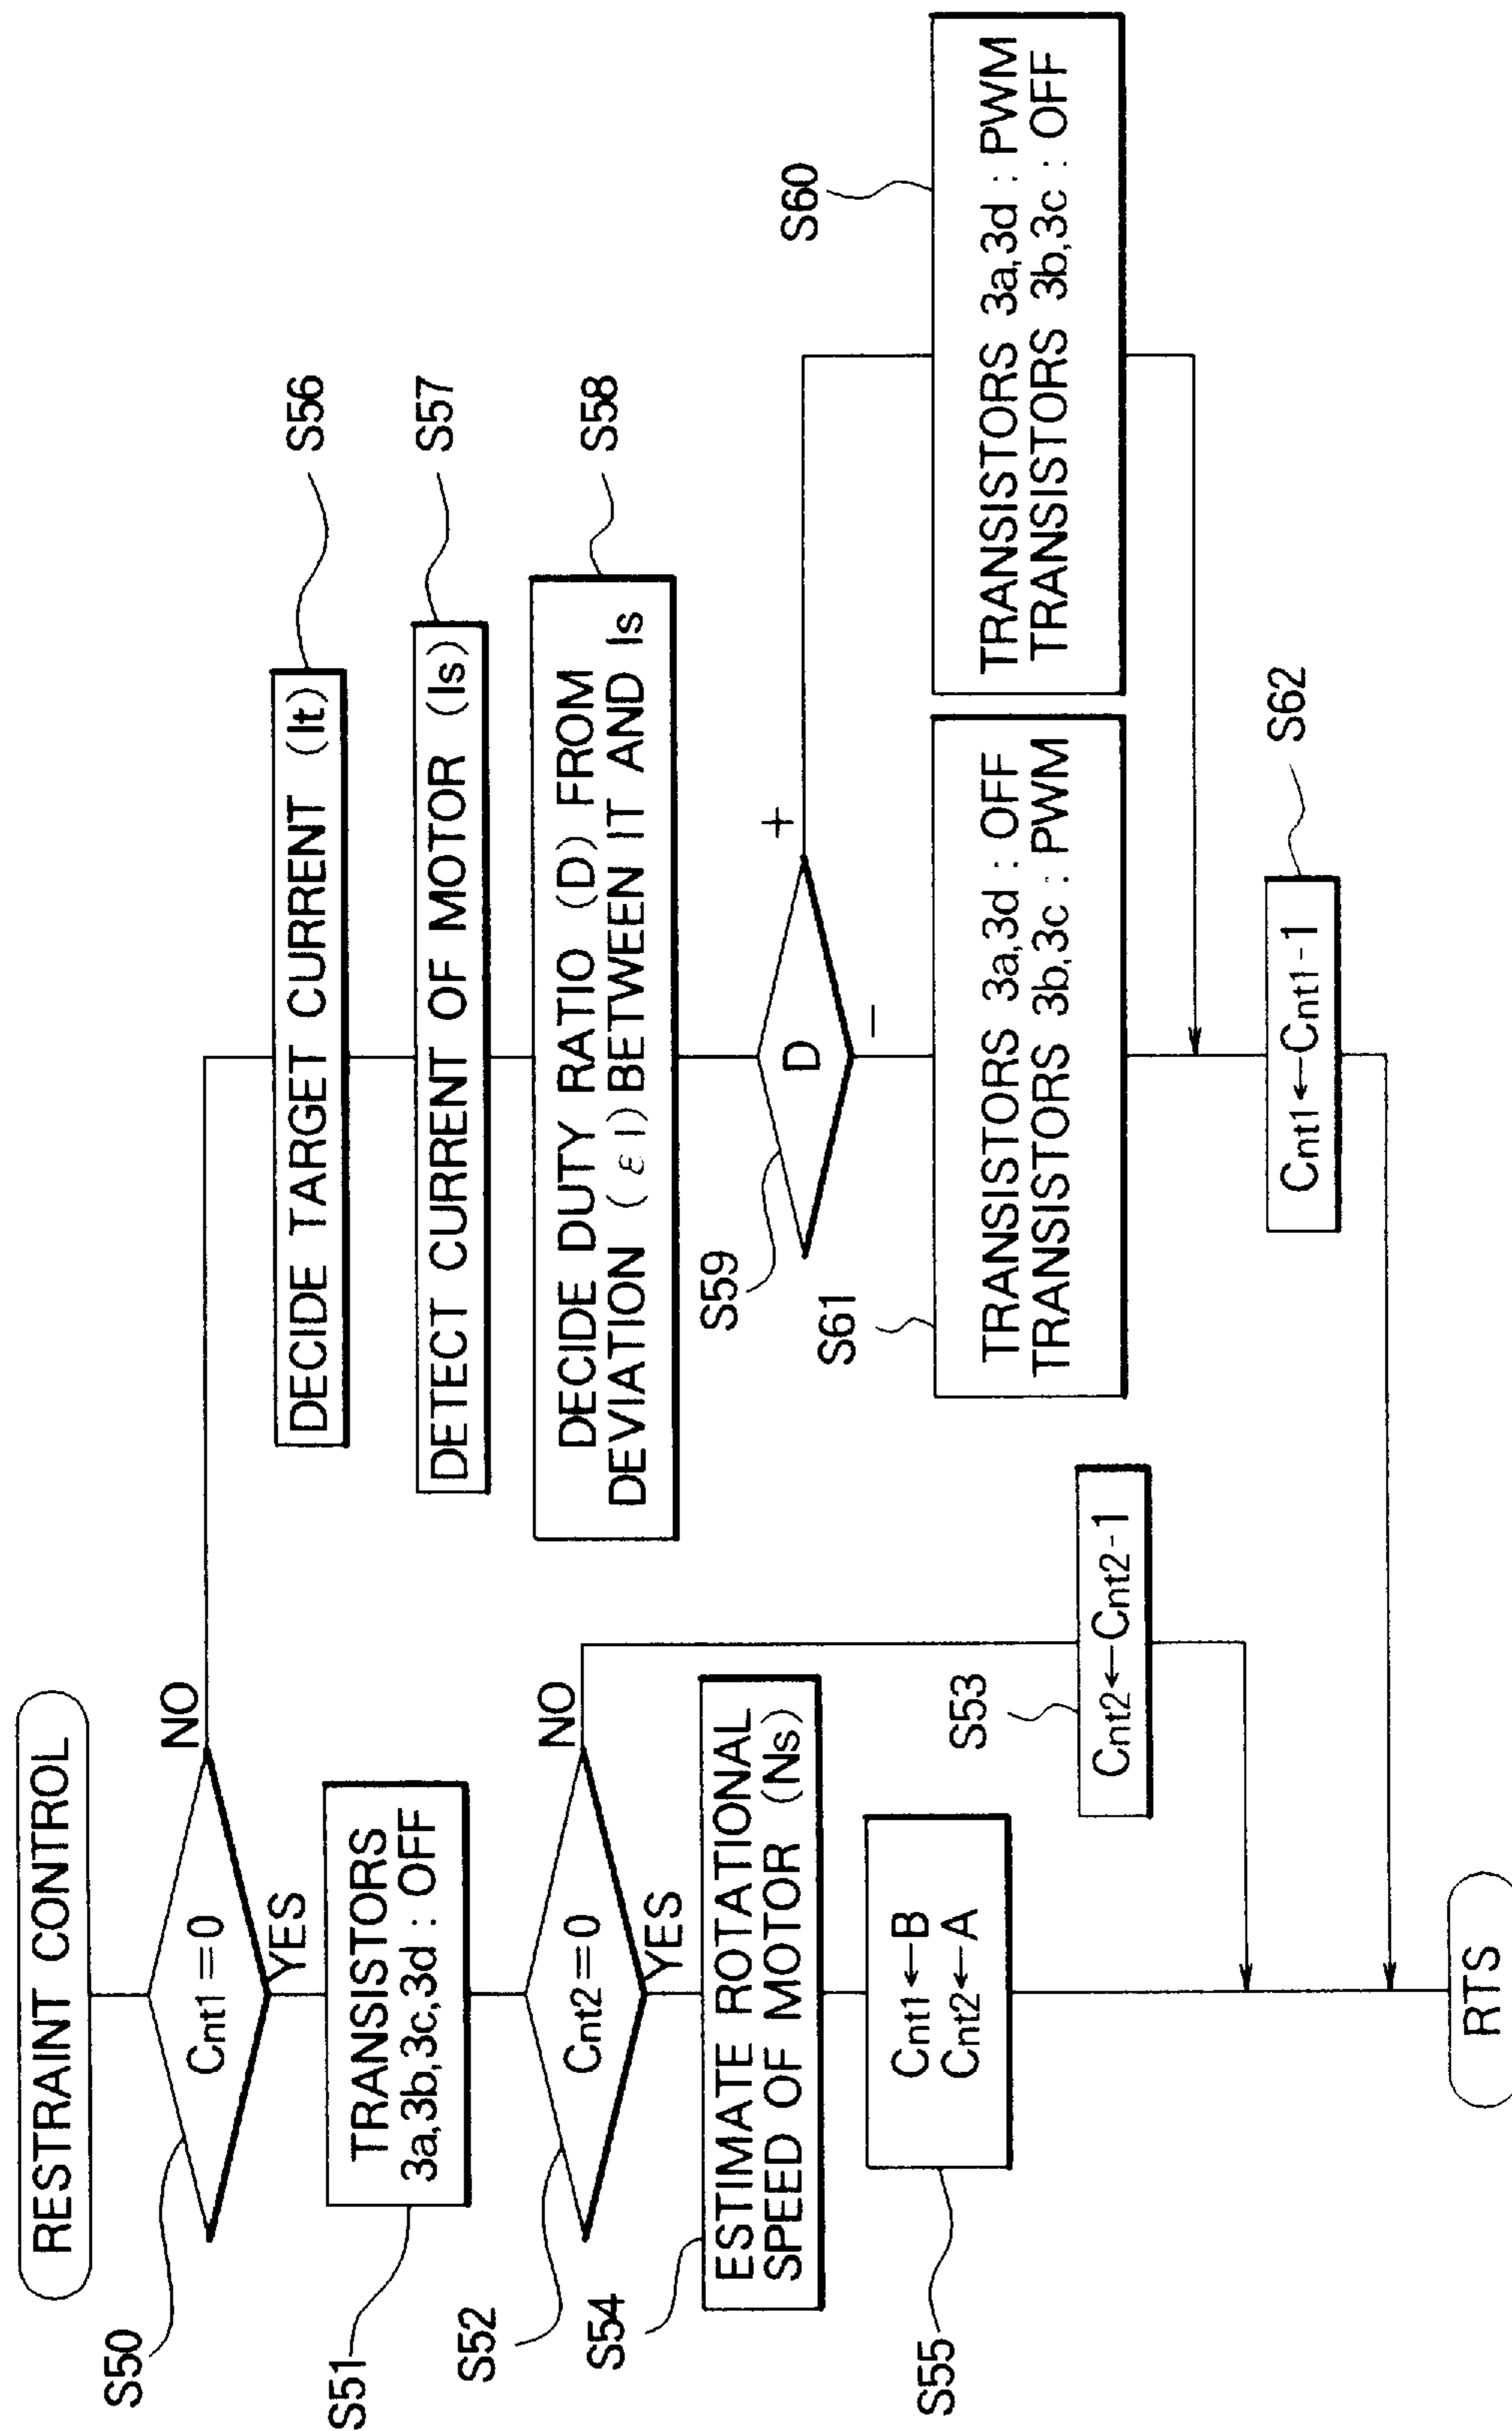 RESTRAINT CONTROL
S50
Cnt1=0
NO
YES
S51
TRANSISTORS
3a,3b,3c,3d : OFF
S52
Cnt2=0
NO
YES
S54
ESTIMATE ROTATIONAL
SPEED OF MOTOR (Ns)
S55
Cnt1←B
Cnt2←A
S53
Cnt2←Cnt2-1
RTS
DECIDE TARGET CURRENT (It)
S56
DETECT CURRENT OF MOTOR (Is)
S57
DECIDE DUTY RATIO (D) FROM
DEVIATION (εI) BETWEEN IT AND Is
S58
S59
D
+
−
S61
TRANSISTORS 3a,3d : OFF
TRANSISTORS 3b,3c : PWM
S60
TRANSISTORS 3a,3d : PWM
TRANSISTORS 3b,3c : OFF
S62
Cnt1←Cnt1-1